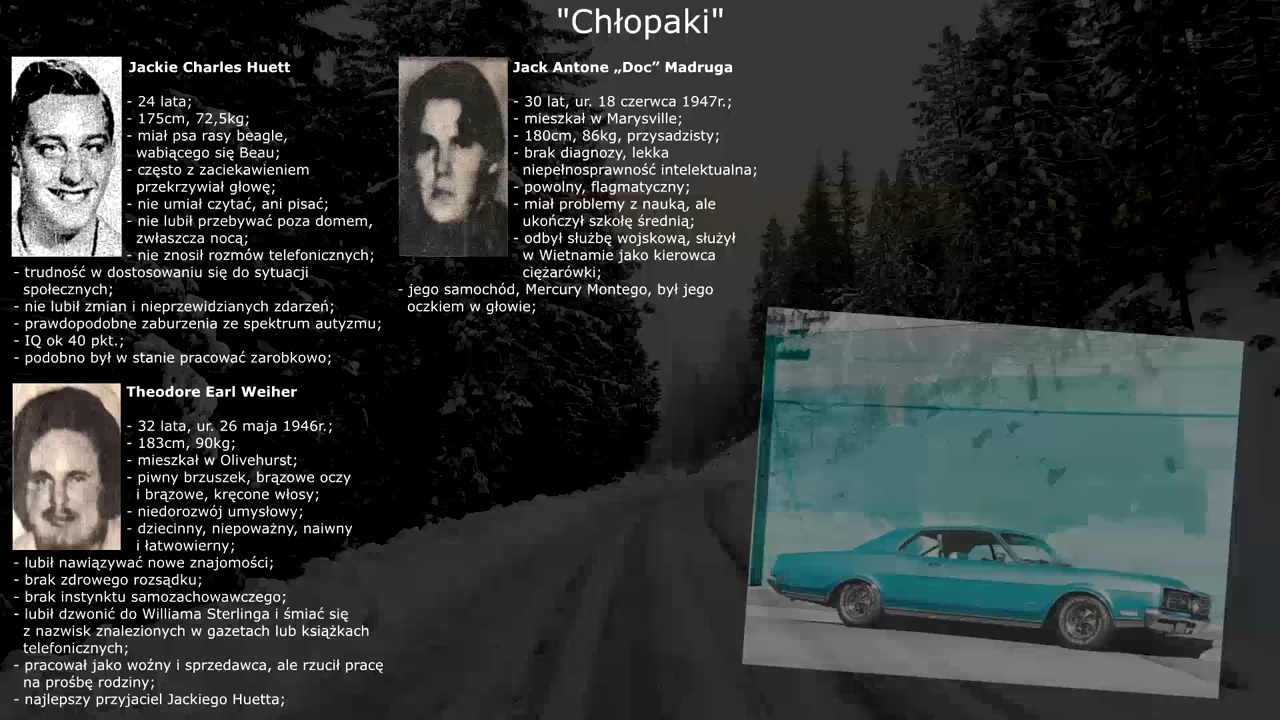 "Chłopaki"
Jackie Charles Huett
- 24 lata;
- 175cm, 72,5kg;
- miał psa rasy beagle,
wabiącego się Beau;
- często z zaciekawieniem
przekrzywiał głowę;
- nie umiał czytać, ani pisać;
- nie lubił przebywać poza domem,
zwłaszcza nocą;
- nie znosił rozmów telefonicznych;
- trudność w dostosowaniu się do sytuacji
społecznych;
- nie lubił zmian i nieprzewidzianych zdarzeń;
- prawdopodobne zaburzenia ze spektrum autyzmu;
- IQ ok 40 pkt.;
- podobno był w stanie pracować zarobkowo;
Jack Antone „Doc” Madruga
- 30 lat, ur. 18 czerwca 1947r.;
- mieszkał w Marysville;
- 180cm, 86kg, przysadzisty;
- brak diagnozy, lekka
niepełnosprawność intelektualna;
- powolny, flagmatyczny;
- miał problemy z nauką, ale
ukończył szkołę średnią;
- odbył służbę wojskową, służył
w Wietnamie jako kierowca
ciężarówki;
- jego samochód, Mercury Montego, był jego
oczkiem w głowie;
Theodore Earl Weiher
- 32 lata, ur. 26 maja 1946r.;
- 183cm, 90kg;
- mieszkał w Olivehurst;
- piwny brzuszek, brązowe oczy
i brązowe, kręcone włosy;
- niedorozwój umysłowy;
- dziecinny, niepoważny, naiwny
i łatwowierny;
- lubił nawiązywać nowe znajomości;
- brak zdrowego rozsądku;
- brak instynktu samozachowawczego;
- lubił dzwonić do Williama Sterlinga i śmiać się
z nazwisk znalezionych w gazetach lub książkach
telefonicznych;
- pracował jako woźny i sprzedawca, ale rzucił pracę
na prośbę rodziny;
- najlepszy przyjaciel Jackiego Huetta;